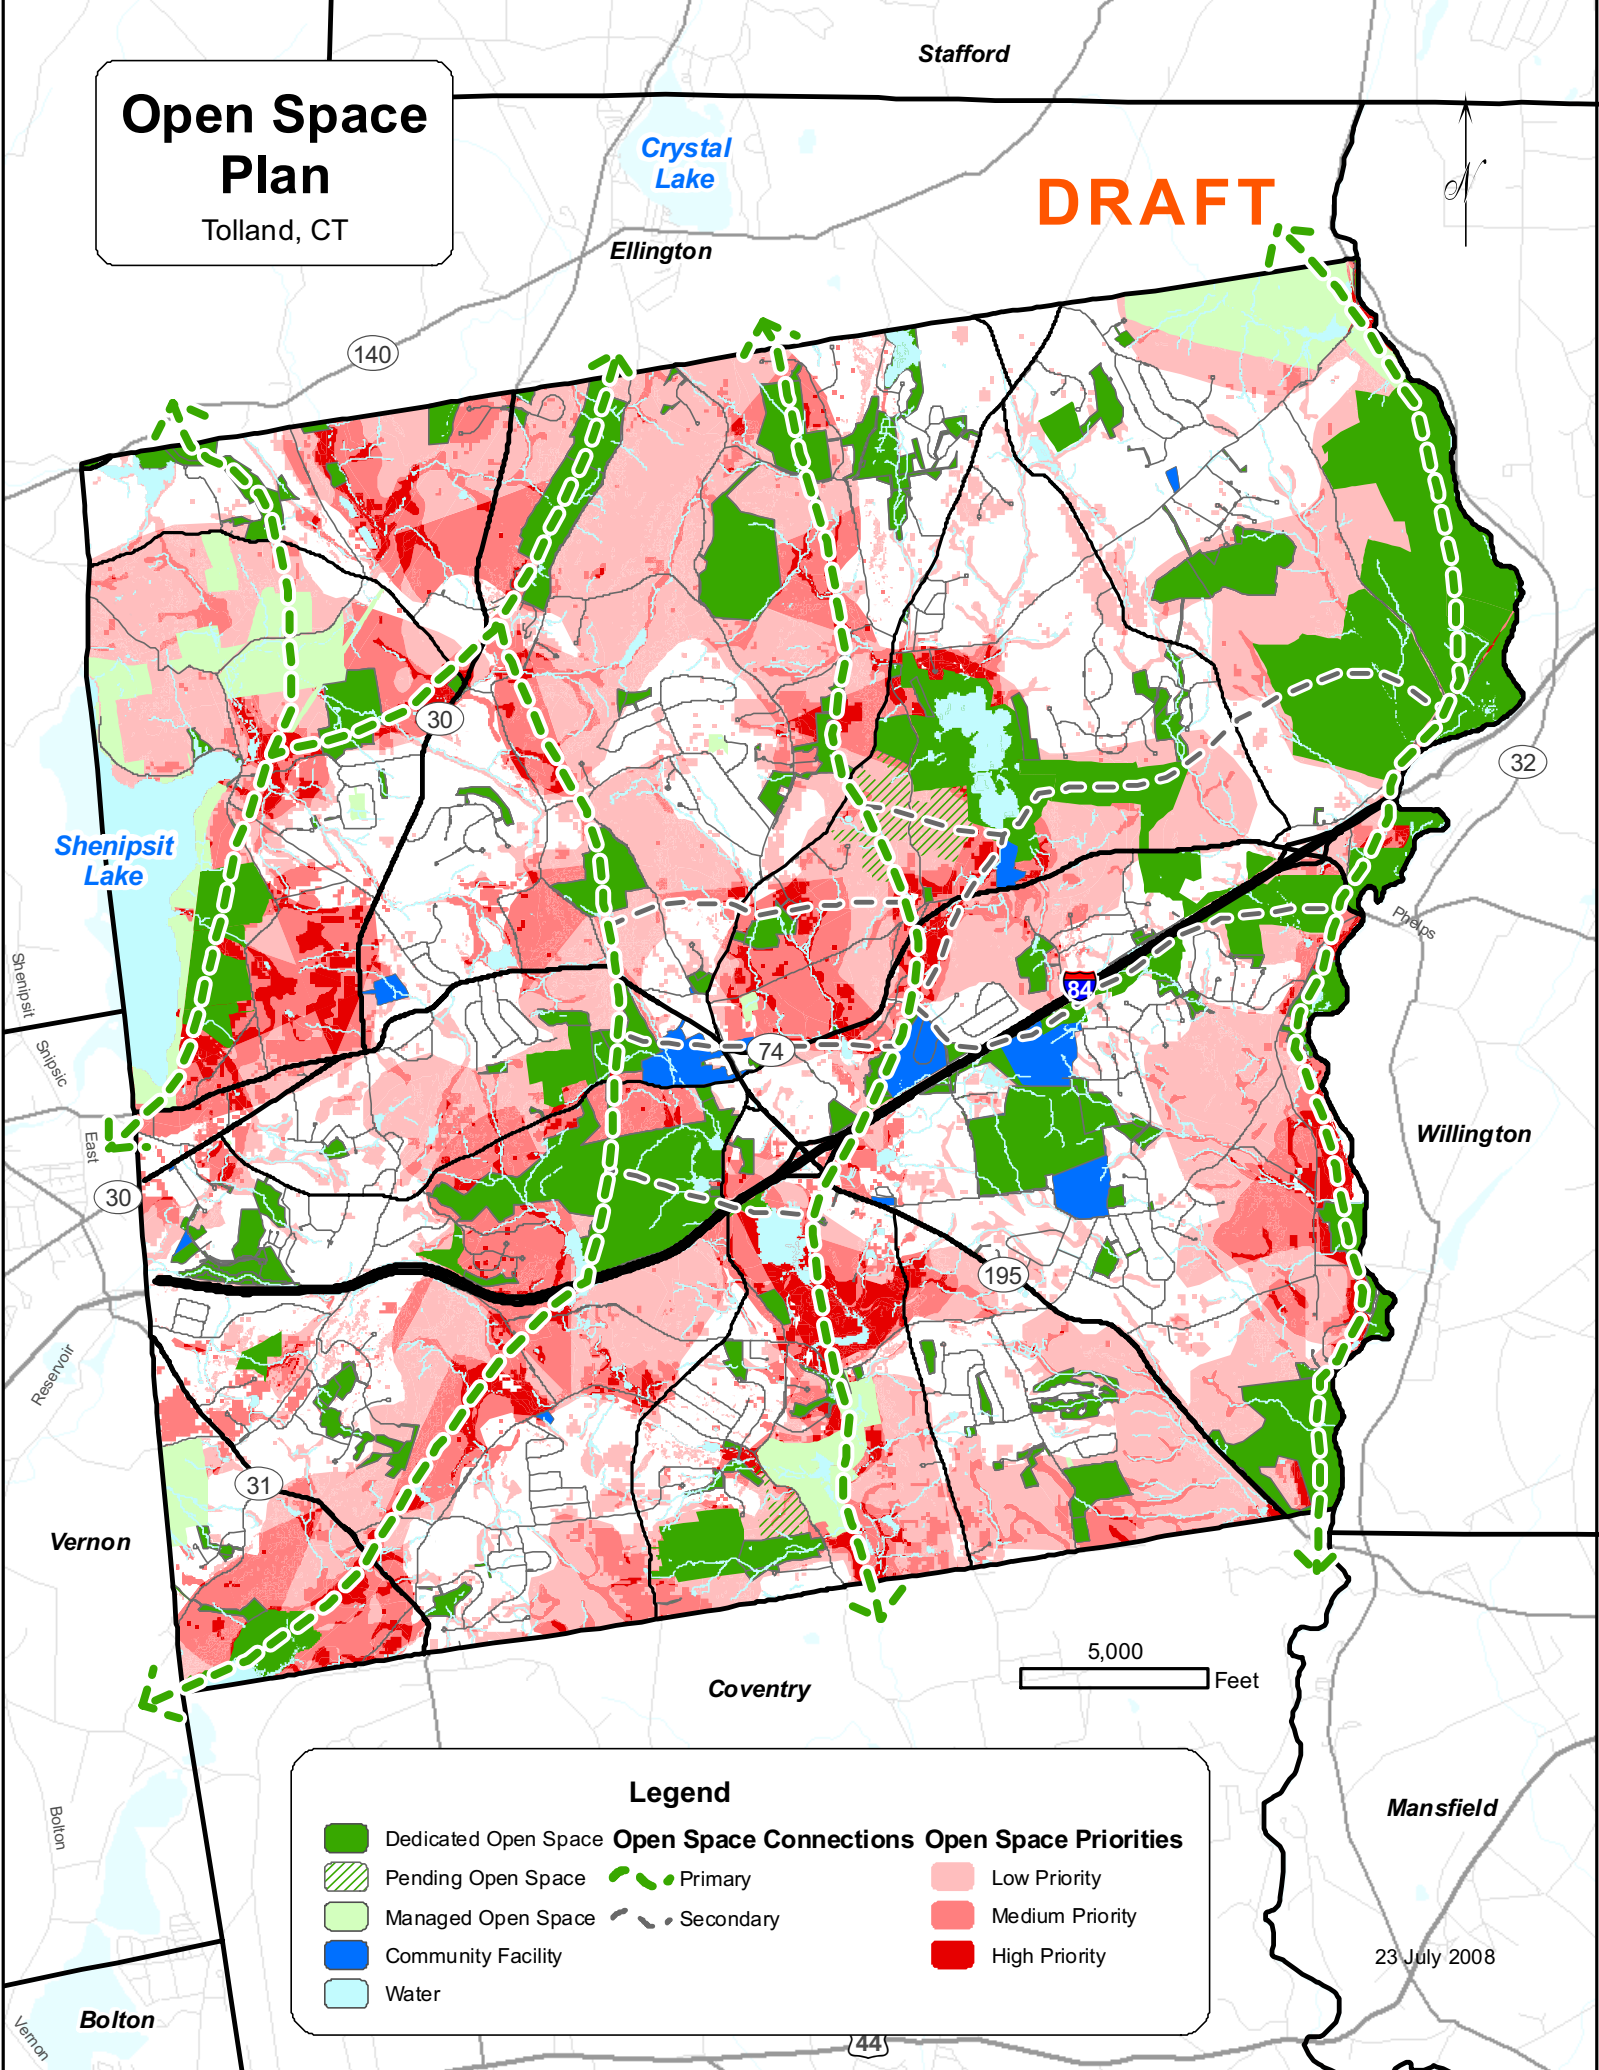 Stafford
Open Space
Plan
Tolland, CT
Crystal
Lake
DRAFT
N
Ellington
140
30
32
Shenipsit
Lake
Phelps
Shenipsit
84
Snipsic
74
East
Willington
30
195
Reservoir
31
Vernon
5,000
Feet
Coventry
Legend
Dedicated Open Space
Pending Open Space
Managed Open Space
Community Facility
Water
Open Space Connections
Primary
Secondary
Open Space Priorities
Low Priority
Medium Priority
High Priority
Mansfield
Bolton
23 July 2008
Bolton
Vernon
44